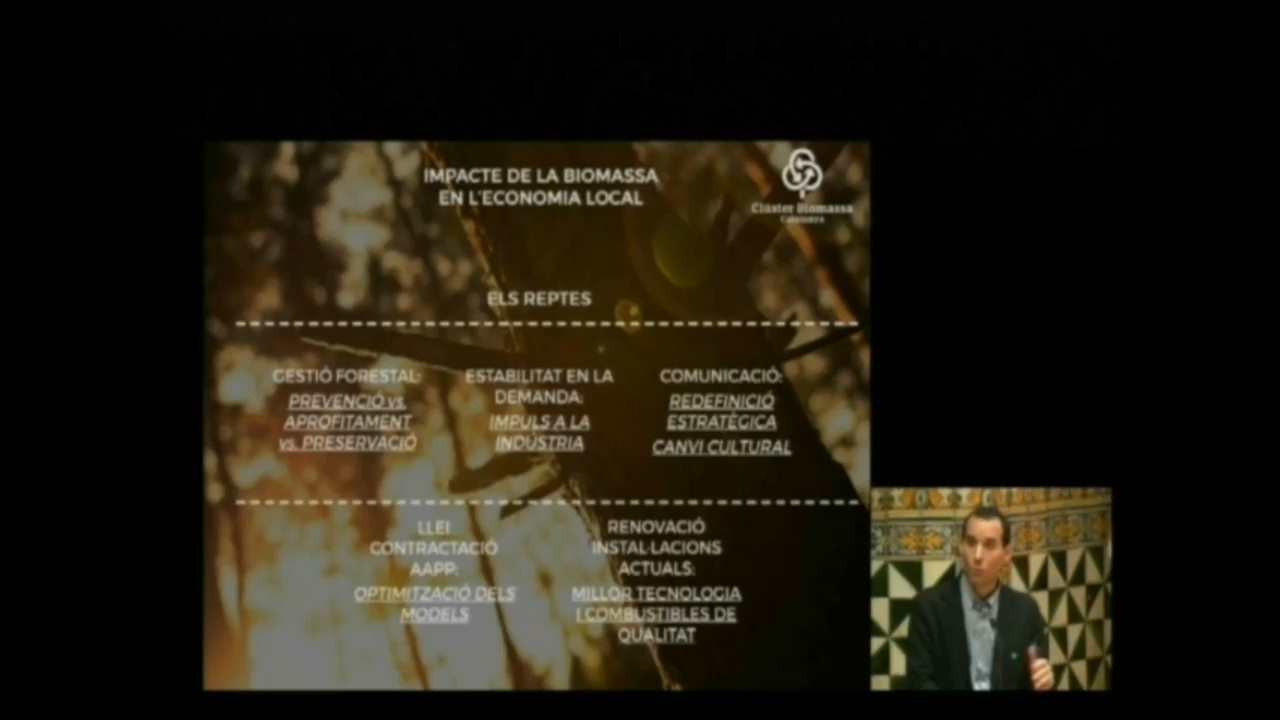 IMPACTE DE LA BIOMASSA
EN L'ECONOMIA LOCAL
Clúster Biomassa
Catalunya
ELS REPTES
GESTIÓ FORESTAL:
PREVENCIÓ vs.
APROFITAMENT
vs. PRESERVACIÓ
ESTABILITAT EN LA
DEMANDA:
IMPULS A LA
INDÚSTRIA
COMUNICACIÓ:
REDEFINICIÓ
ESTRATÈGICA
CANVI CULTURAL
LLEI
CONTRACTACIÓ
AAPP:
OPTIMITZACIÓ DELS
MODELS
RENOVACIÓ
INSTAL·LACIONS
ACTUALS:
MILLOR TECNOLOGIA
I COMBUSTIBLES DE
QUALITAT